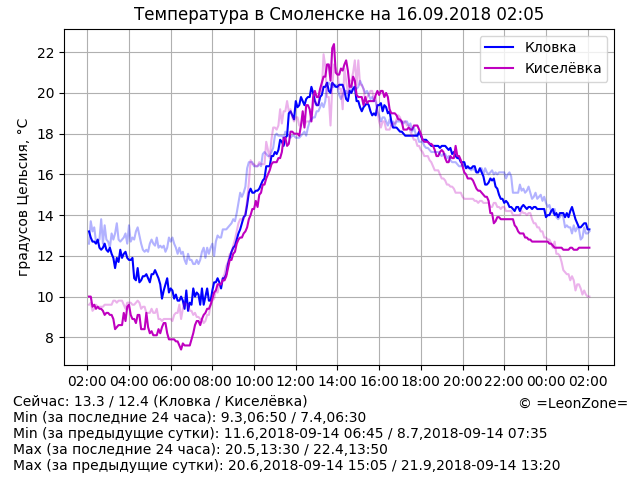 Температура в Смоленске на 16.09.2018 02:05
градусов Цельсия, °C
22
20
18
16
14
12
10
8
Кловка
Киселёвка
02:00 04:00 06:00 08:00 10:00 12:00 14:00 16:00 18:00 20:00 22:00 00:00 02:00
Сейчас: 13.3 / 12.4 (Кловка / Киселёвка)
© =LeonZone=
Min (за последние 24 часа): 9.3,06:50 / 7.4,06:30
Min (за предыдущие сутки): 11.6,2018-09-14 06:45 / 8.7,2018-09-14 07:35
Max (за последние 24 часа): 20.5,13:30 / 22.4,13:50
Max (за предыдущие сутки): 20.6,2018-09-14 15:05 / 21.9,2018-09-14 13:20